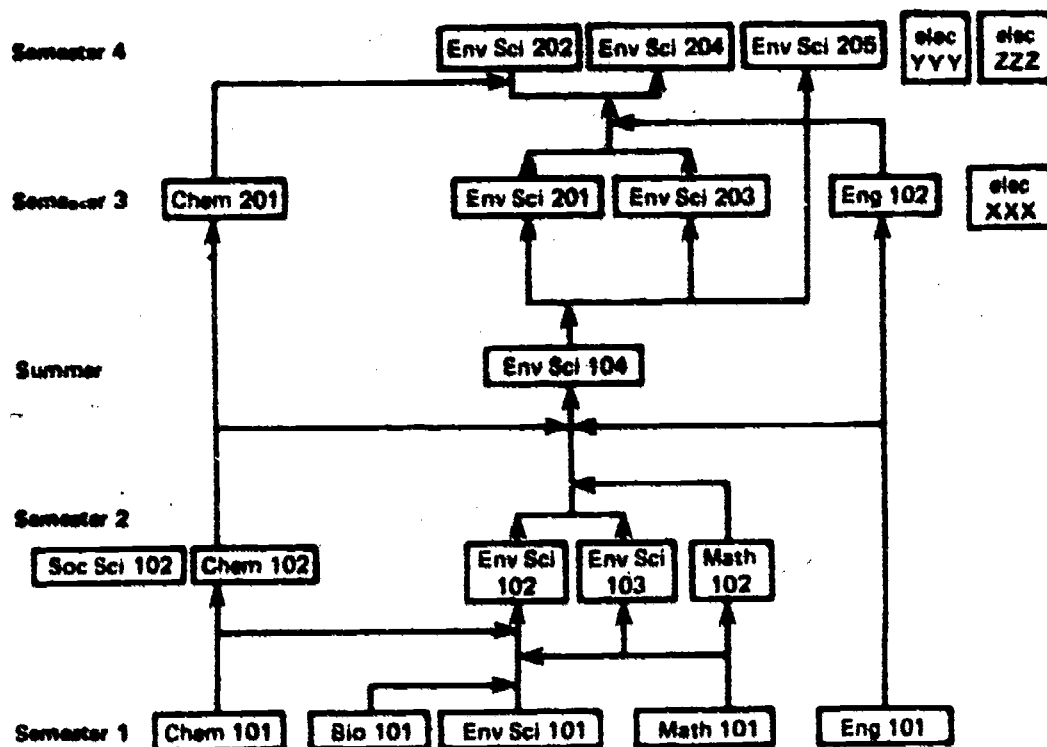 Semester 4
Env Sci 202
Env Sci 204
Env Sci 205
elec
YYY
elec
ZZZ
Semester 3
Chem 201
Env Sci 201
Env Sci 203
Eng 102
elec
XXX
Summer
Env Sci 104
Semester 2
Soc Sci 102
Chem 102
Env Sci
102
Env Sci
103
Math
102
Semester 1
Chem 101
Bio 101
Env Sci 101
Math 101
Eng 101